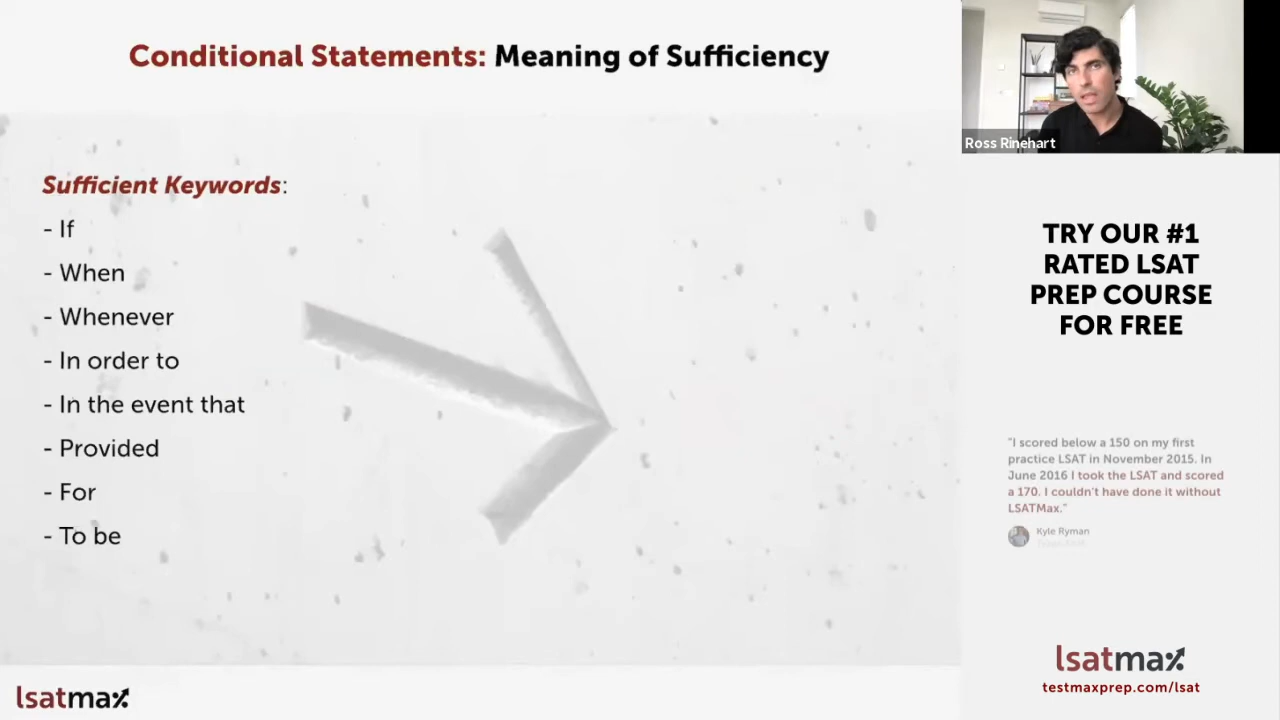 Conditional Statements: Meaning of Sufficiency
Ross Rinehart
Sufficient Keywords:
- If
- When
- Whenever
- In order to
- In the event that
- Provided
- For
- To be
TRY OUR #1
RATED LSAT
PREP COURSE
FOR FREE
"I scored below a 150 on my first
practice LSAT in November 2015. In
June 2016 I took the LSAT and scored
a 170. I couldn't have done it without
LSATMax."
Kyle Ryman
lsatmax
testmaxprep.com/lsat
lsatmax